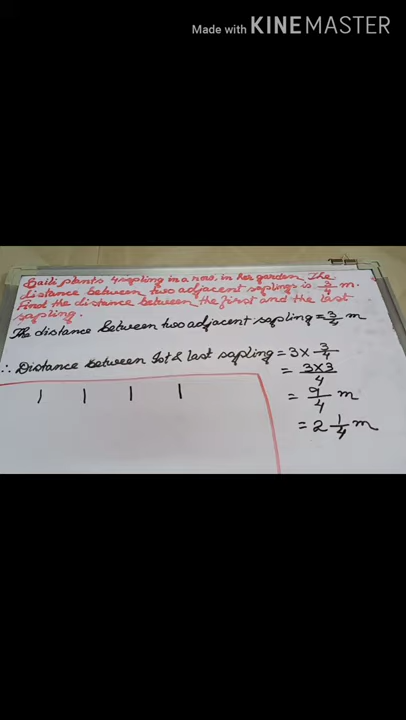 Made with KINEMASTER
Saili plants 4 sapling in a row, in her garden. The
distance between two adjacent saplings is 3/4 m.
Find the distance between the first and the last
sapling.
The distance between two adjacent sapling = 3/4 m
∴ Distance between 1st & last sapling = 3 × 3/4
= 3×3/4
= 9/4 m
= 2 1/4 m